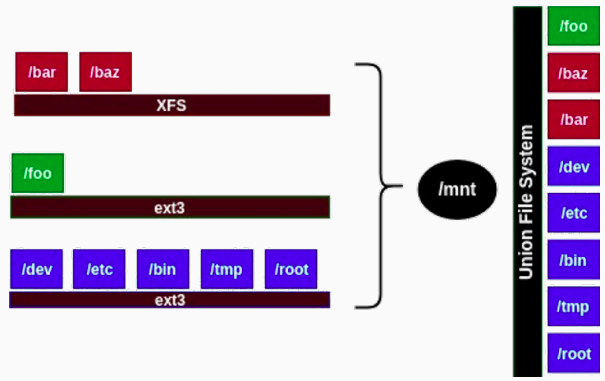 /bar /baz
XFS
/foo
ext3
/dev /etc /bin /tmp /root
ext3
/mnt
Union File System
/foo
/baz
/bar
/dev
/etc
/bin
/tmp
/root